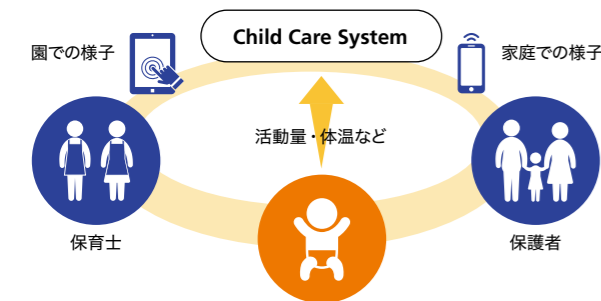 Child Care System
園での様子
家庭での様子
活動量・体温など
保育士
保護者